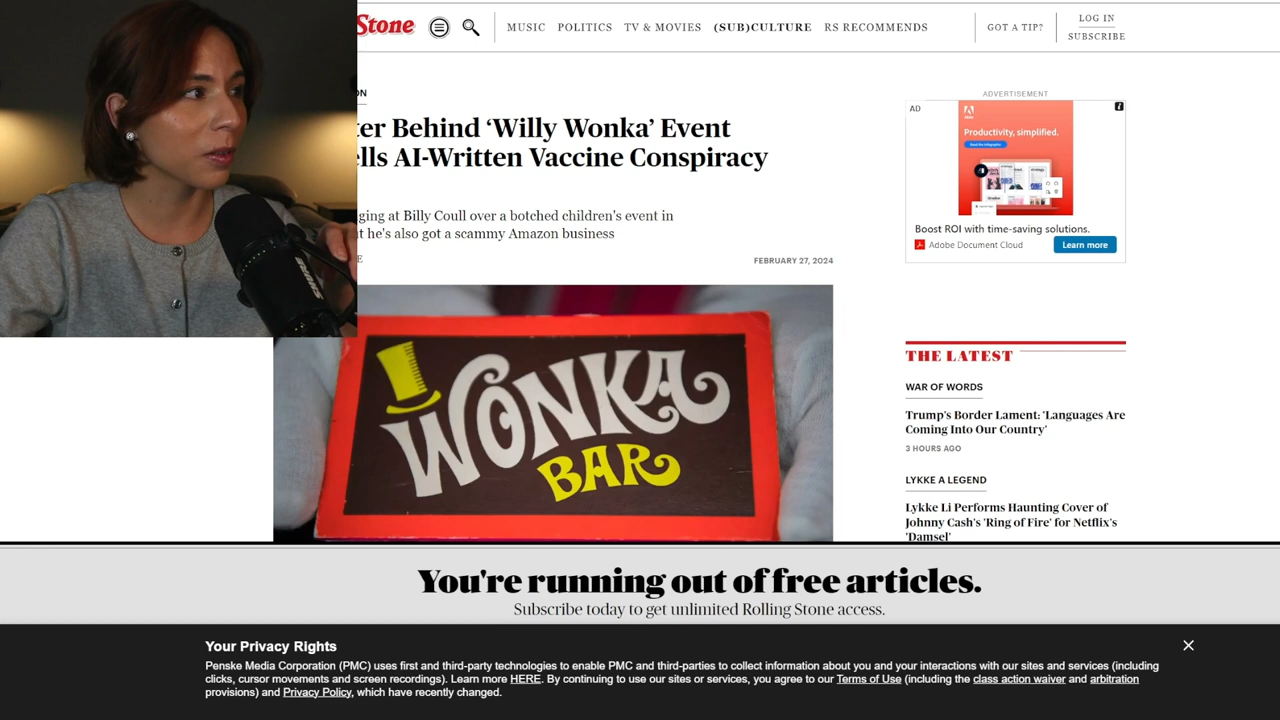 Stone
MUSIC POLITICS TV & MOVIES (SUB)CULTURE RS RECOMMENDS
GOT A TIP?
LOG IN
SUBSCRIBE
ADVERTISEMENT
AD
Adobe
Productivity, simplified.
Read the infographic
Boost ROI with time-saving solutions.
Adobe Document Cloud
Learn more
ON
ter Behind ‘Willy Wonka’ Event
ells AI-Written Vaccine Conspiracy
ging at Billy Coull over a botched children's event in
t he's also got a scammy Amazon business
E
FEBRUARY 27, 2024
WONKA
BAR
THE LATEST
WAR OF WORDS
Trump's Border Lament: 'Languages Are
Coming Into Our Country'
3 HOURS AGO
LYKKE A LEGEND
Lykke Li Performs Haunting Cover of
Johnny Cash's 'Ring of Fire' for Netflix's
'Damsel'
You're running out of free articles.
Subscribe today to get unlimited Rolling Stone access.
Your Privacy Rights
Penske Media Corporation (PMC) uses first and third-party technologies to enable PMC and third-parties to collect information about you and your interactions with our sites and services (including
clicks, cursor movements and screen recordings). Learn more HERE. By continuing to use our sites or services, you agree to our Terms of Use (including the class action waiver and arbitration
provisions) and Privacy Policy, which have recently changed.